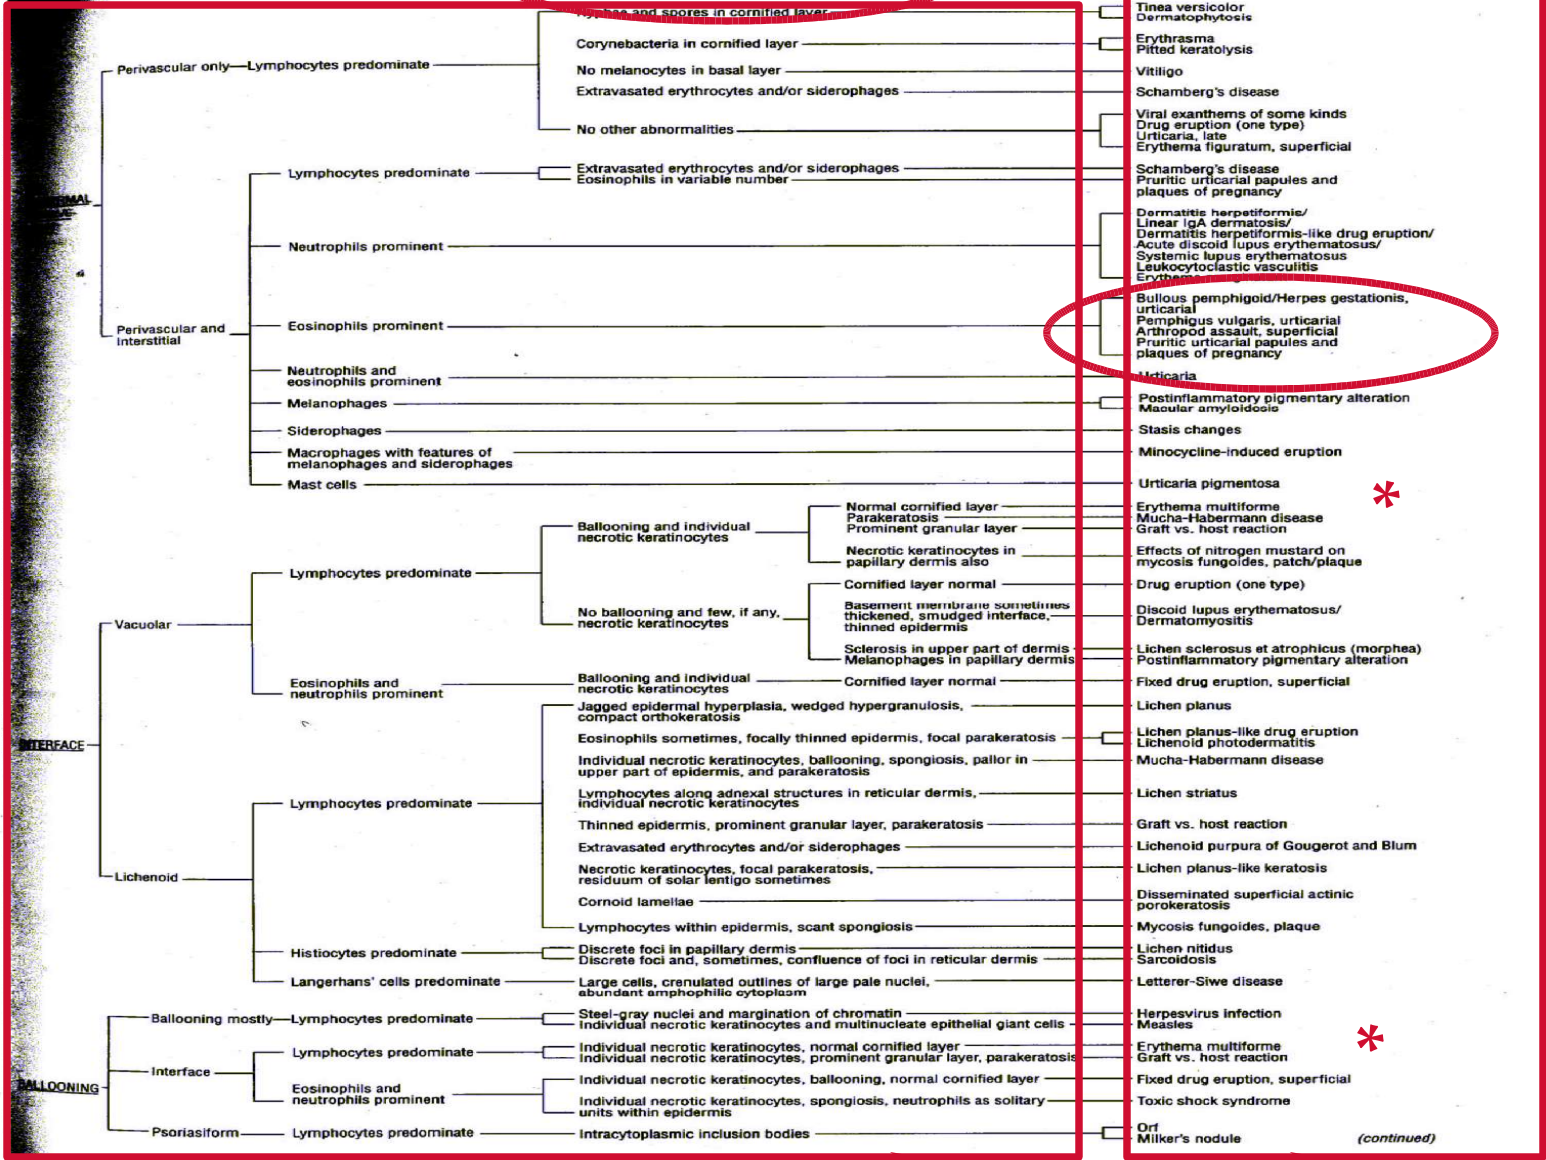 Hyphae and spores in cornified layer
Tinea versicolor
Dermatophytosis
Corynebacteria in cornified layer
Erythrasma
Pitted keratolysis
Perivascular only—Lymphocytes predominate
No melanocytes in basal layer
Vitiligo
Extravasated erythrocytes and/or siderophages
Schamberg's disease
No other abnormalities
Viral exanthems of some kinds
Drug eruption (one type)
Urticaria, late
Erythema figuratum, superficial
Lymphocytes predominate
Extravasated erythrocytes and/or siderophages
Schamberg's disease
Eosinophils in variable number
Pruritic urticarial papules and
plaques of pregnancy
Neutrophils prominent
Dermatitis herpetiformis/
Linear IgA dermatosis/
Dermatitis herpetiformis-like drug eruption/
Acute discoid lupus erythematosus/
Systemic lupus erythematosus
Leukocytoclastic vasculitis
Perivascular and
Interstitial
Eosinophils prominent
Bullous pemphigoid/Herpes gestationis,
urticarial
Pemphigus vulgaris, urticarial
Arthropod assault, superficial
Pruritic urticarial papules and
plaques of pregnancy
Neutrophils and
eosinophils prominent
Urticaria
Melanophages
Postinflammatory pigmentary alteration
Macular amyloidosis
Siderophages
Stasis changes
Macrophages with features of
melanophages and siderophages
Minocycline-induced eruption
Mast cells
Urticaria pigmentosa
*
INTERFACE
Vacuolar
Lymphocytes predominate
Ballooning and individual
necrotic keratinocytes
Normal cornified layer
Erythema multiforme
Parakeratosis
Mucha-Habermann disease
Prominent granular layer
Graft vs. host reaction
Necrotic keratinocytes in
papillary dermis also
Effects of nitrogen mustard on
mycosis fungoides, patch/plaque
No ballooning and few, if any,
necrotic keratinocytes
Cornified layer normal
Drug eruption (one type)
Basement membrane sometimes
thickened, smudged interface,
thinned epidermis
Discoid lupus erythematosus/
Dermatomyositis
Sclerosis in upper part of dermis
Lichen sclerosus et atrophicus (morphea)
Melanophages in papillary dermis
Postinflammatory pigmentary alteration
Eosinophils and
neutrophils prominent
Ballooning and individual
necrotic keratinocytes
Cornified layer normal
Fixed drug eruption, superficial
Lichenoid
Lymphocytes predominate
Jagged epidermal hyperplasia, wedged hypergranulosis,
compact orthokeratosis
Lichen planus
Eosinophils sometimes, focally thinned epidermis, focal parakeratosis
Lichen planus-like drug eruption
Lichenoid photodermatitis
Individual necrotic keratinocytes, ballooning, spongiosis, pallor in
upper part of epidermis, and parakeratosis
Mucha-Habermann disease
Lymphocytes along adnexal structures in reticular dermis,
individual necrotic keratinocytes
Lichen striatus
Thinned epidermis, prominent granular layer, parakeratosis
Graft vs. host reaction
Extravasated erythrocytes and/or siderophages
Lichenoid purpura of Gougerot and Blum
Necrotic keratinocytes, focal parakeratosis,
residuum of solar lentigo sometimes
Lichen planus-like keratosis
Cornoid lamellae
Disseminated superficial actinic
porokeratosis
Lymphocytes within epidermis, scant spongiosis
Mycosis fungoides, plaque
Histiocytes predominate
Discrete foci in papillary dermis
Lichen nitidus
Discrete foci and, sometimes, confluence of foci in reticular dermis
Sarcoidosis
Langerhans' cells predominate
Large cells, crenulated outlines of large pale nuclei,
abundant amphophilic cytoplasm
Letterer-Siwe disease
BALLOONING
Ballooning mostly—Lymphocytes predominate
Steel-gray nuclei and margination of chromatin
Herpesvirus infection
Individual necrotic keratinocytes and multinucleate epithelial giant cells
Measles
*
Interface
Lymphocytes predominate
Individual necrotic keratinocytes, normal cornified layer
Erythema multiforme
Individual necrotic keratinocytes, prominent granular layer, parakeratosis
Graft vs. host reaction
Eosinophils and
neutrophils prominent
Individual necrotic keratinocytes, ballooning, normal cornified layer
Fixed drug eruption, superficial
Individual necrotic keratinocytes, spongiosis, neutrophils as solitary
units within epidermis
Toxic shock syndrome
Psoriasiform
Lymphocytes predominate
Intracytoplasmic inclusion bodies
Orf
Milker's nodule
(continued)